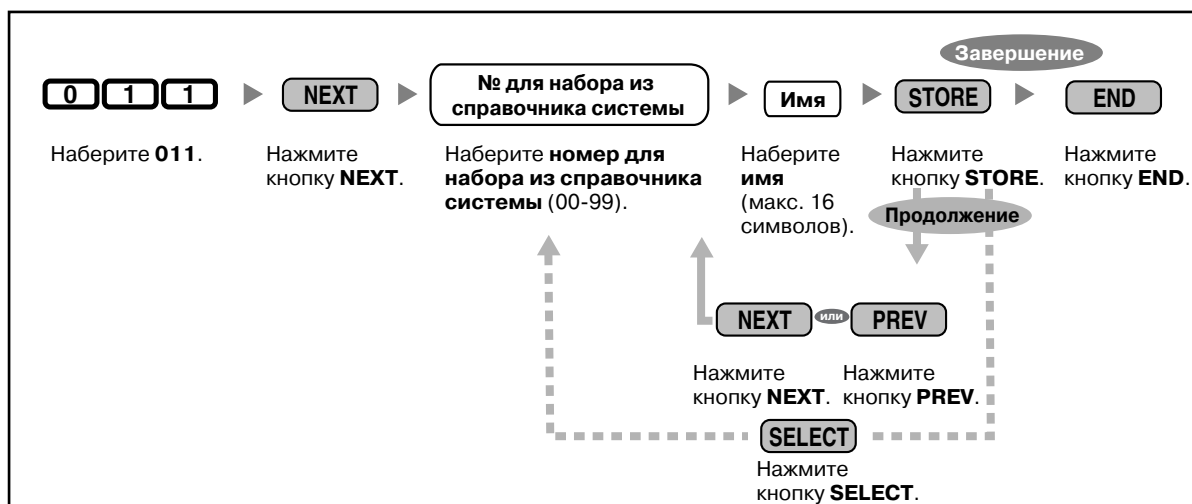 Завершение
0 1 1
NEXT
№ для набора из
справочника системы
Имя
STORE
END
Наберите 011.
Нажмите
кнопку NEXT.
Наберите номер для
набора из справочника
системы (00-99).
Наберите
имя
(макс. 16
символов).
Нажмите
кнопку STORE.
Нажмите
кнопку END.
Продолжение
NEXT или PREV
Нажмите
кнопку NEXT.
Нажмите
кнопку PREV.
SELECT
Нажмите
кнопку SELECT.